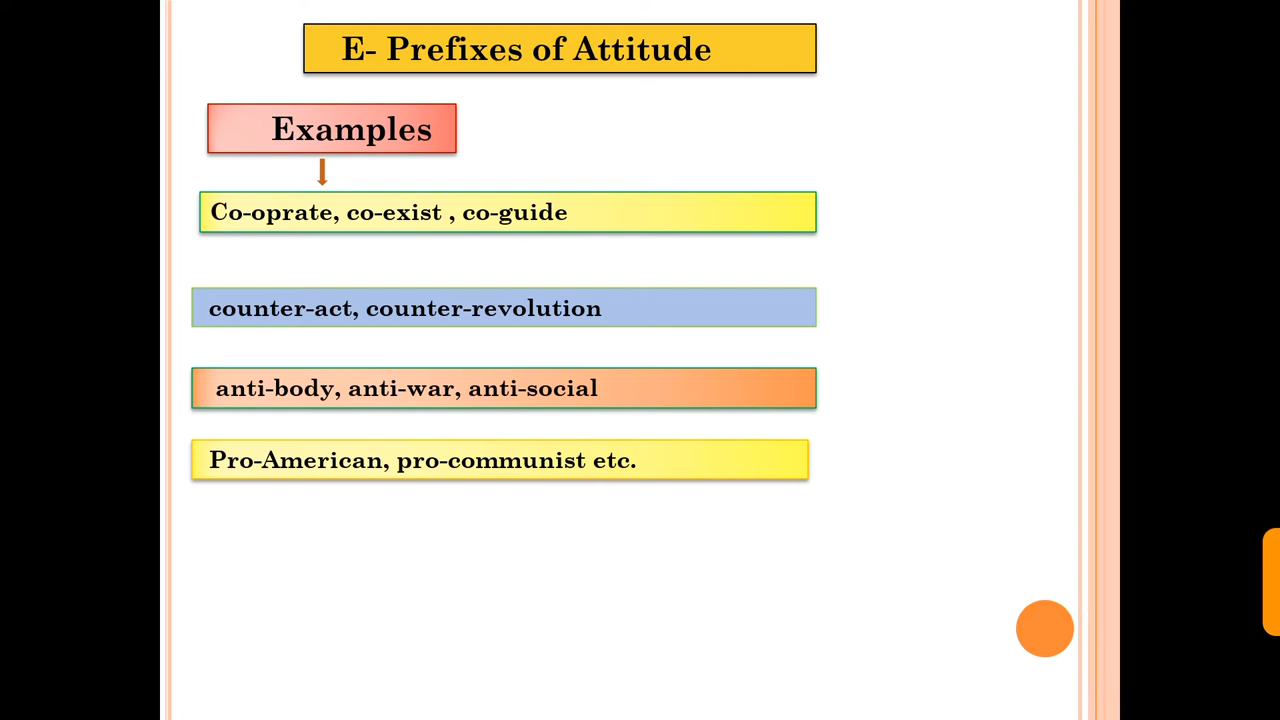 E- Prefixes of Attitude
Examples
Co-oprate, co-exist , co-guide
counter-act, counter-revolution
anti-body, anti-war, anti-social
Pro-American, pro-communist etc.